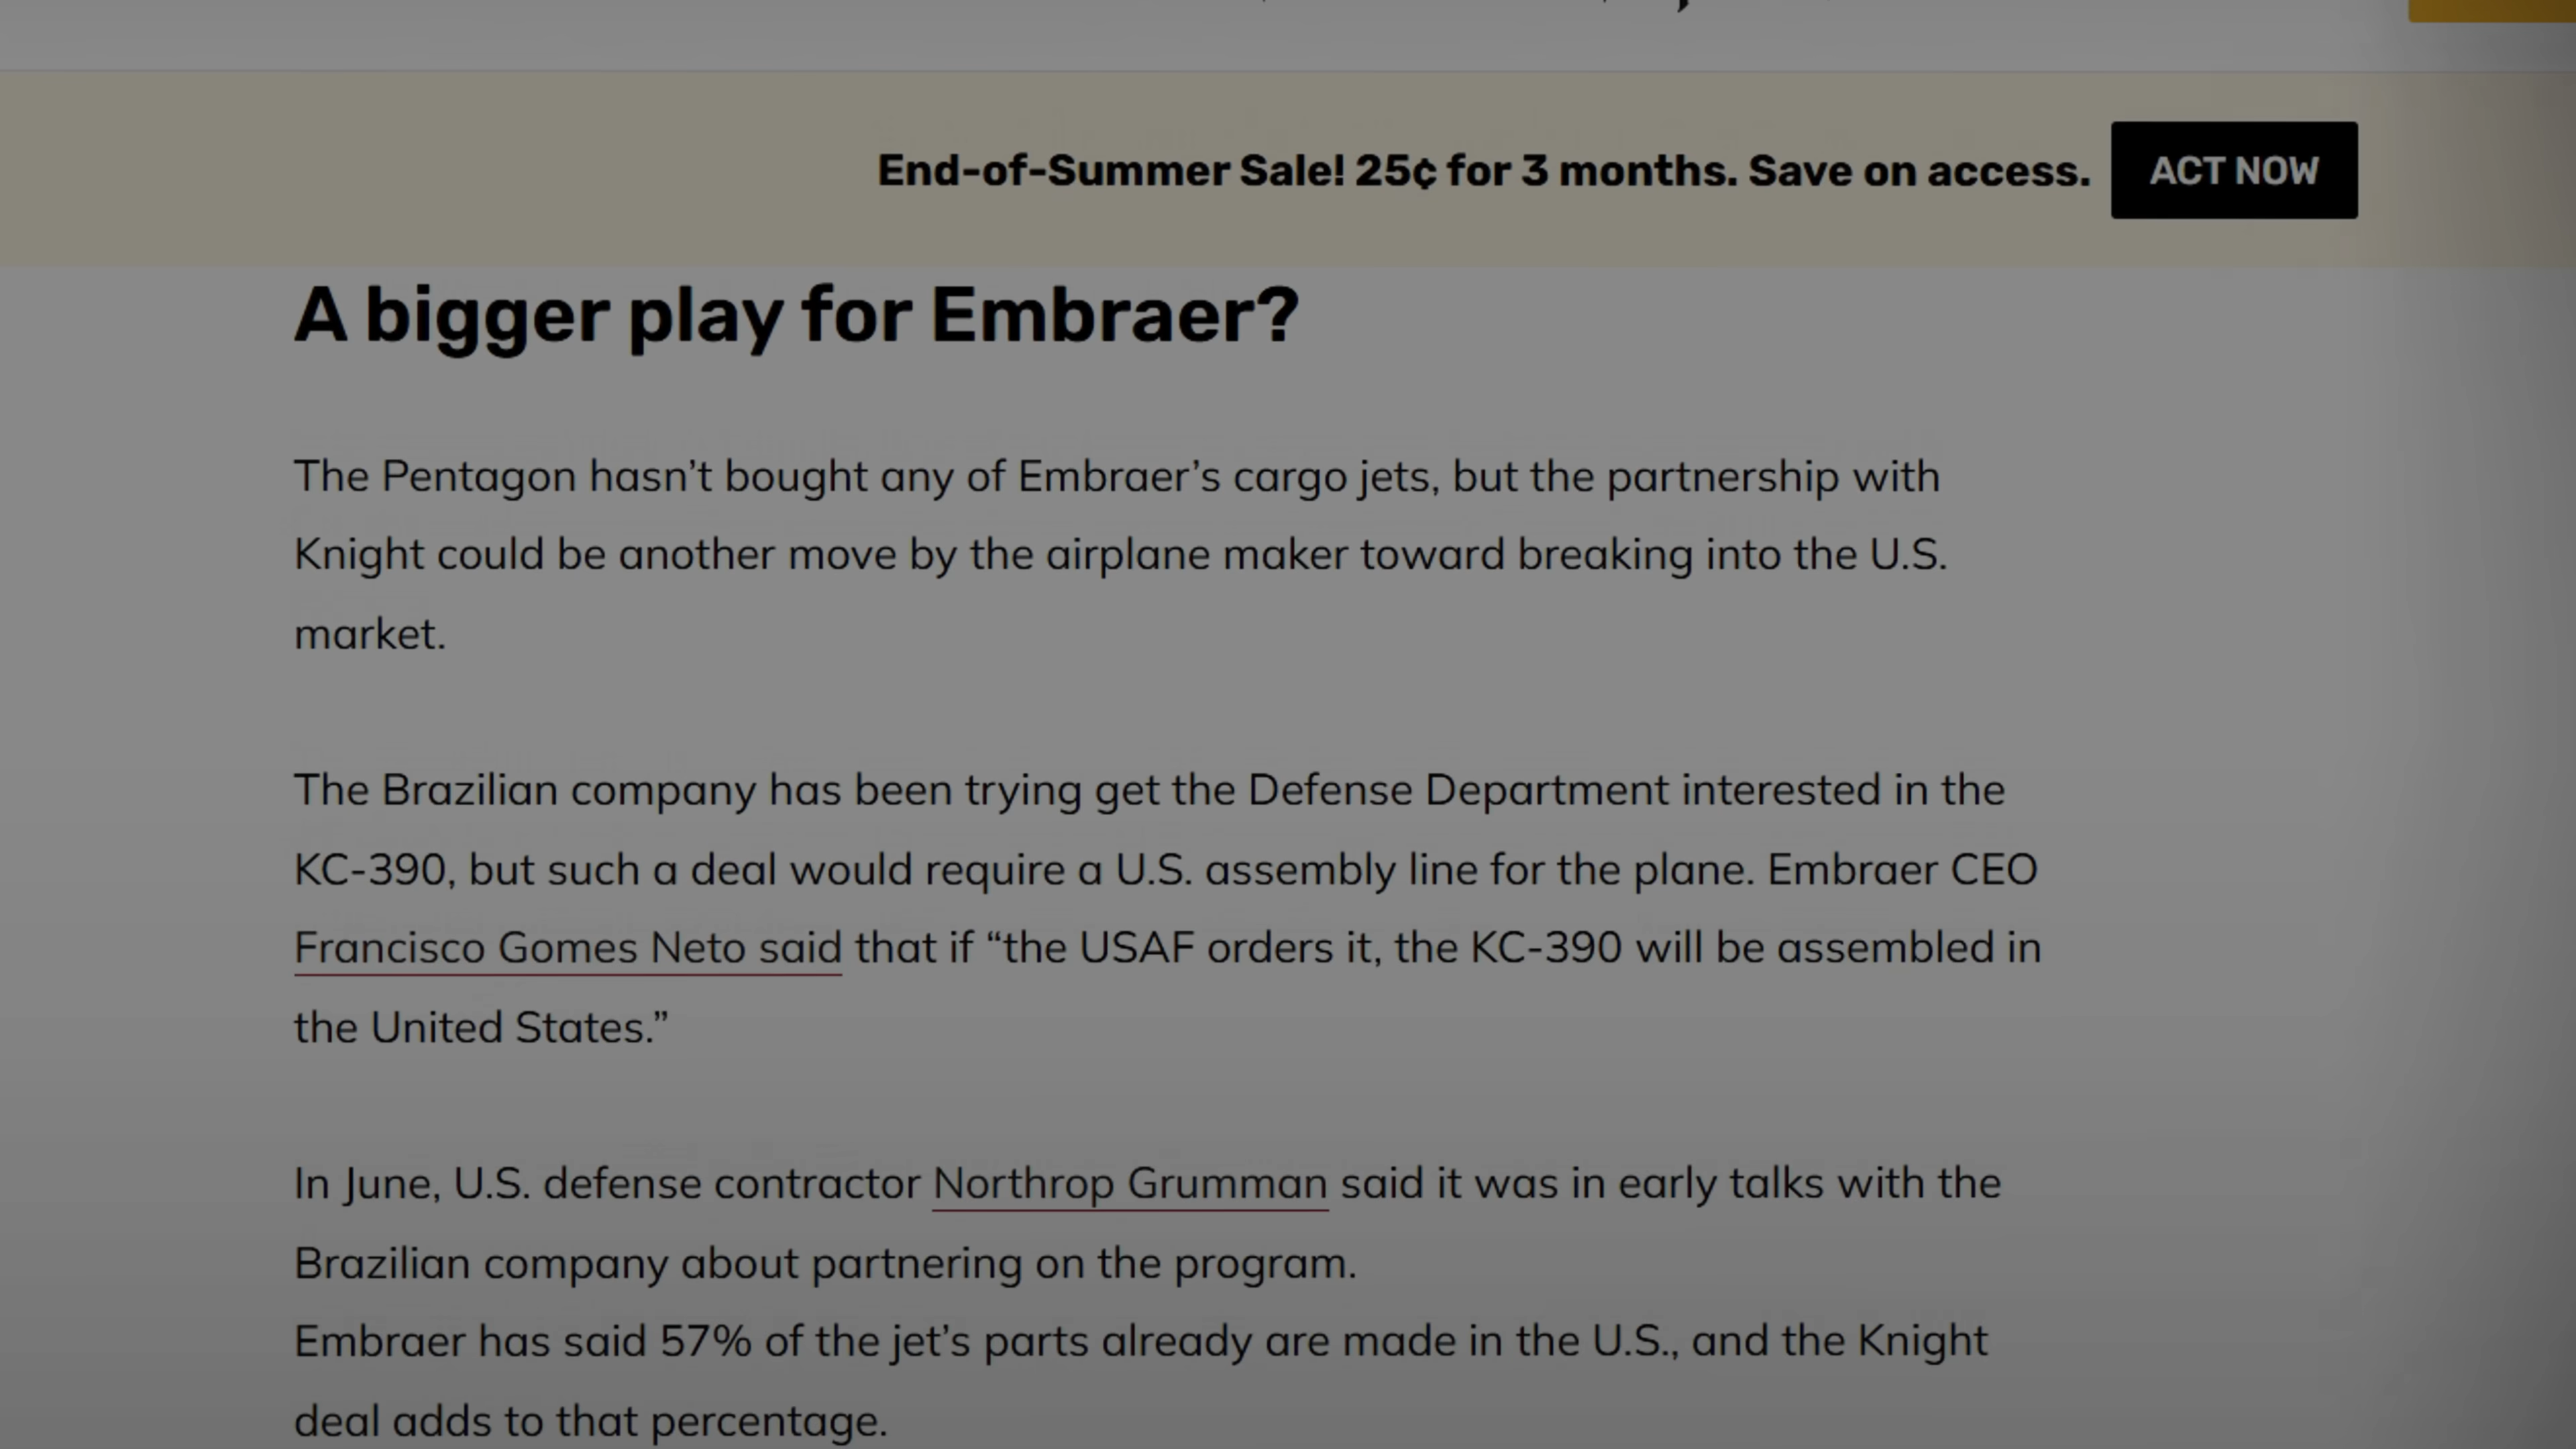 End-of-Summer Sale! 25¢ for 3 months. Save on access.
ACT NOW
A bigger play for Embraer?
The Pentagon hasn’t bought any of Embraer’s cargo jets, but the partnership with
Knight could be another move by the airplane maker toward breaking into the U.S.
market.
The Brazilian company has been trying get the Defense Department interested in the
KC-390, but such a deal would require a U.S. assembly line for the plane. Embraer CEO
Francisco Gomes Neto said that if “the USAF orders it, the KC-390 will be assembled in
the United States.”
In June, U.S. defense contractor Northrop Grumman said it was in early talks with the
Brazilian company about partnering on the program.
Embraer has said 57% of the jet’s parts already are made in the U.S., and the Knight
deal adds to that percentage.